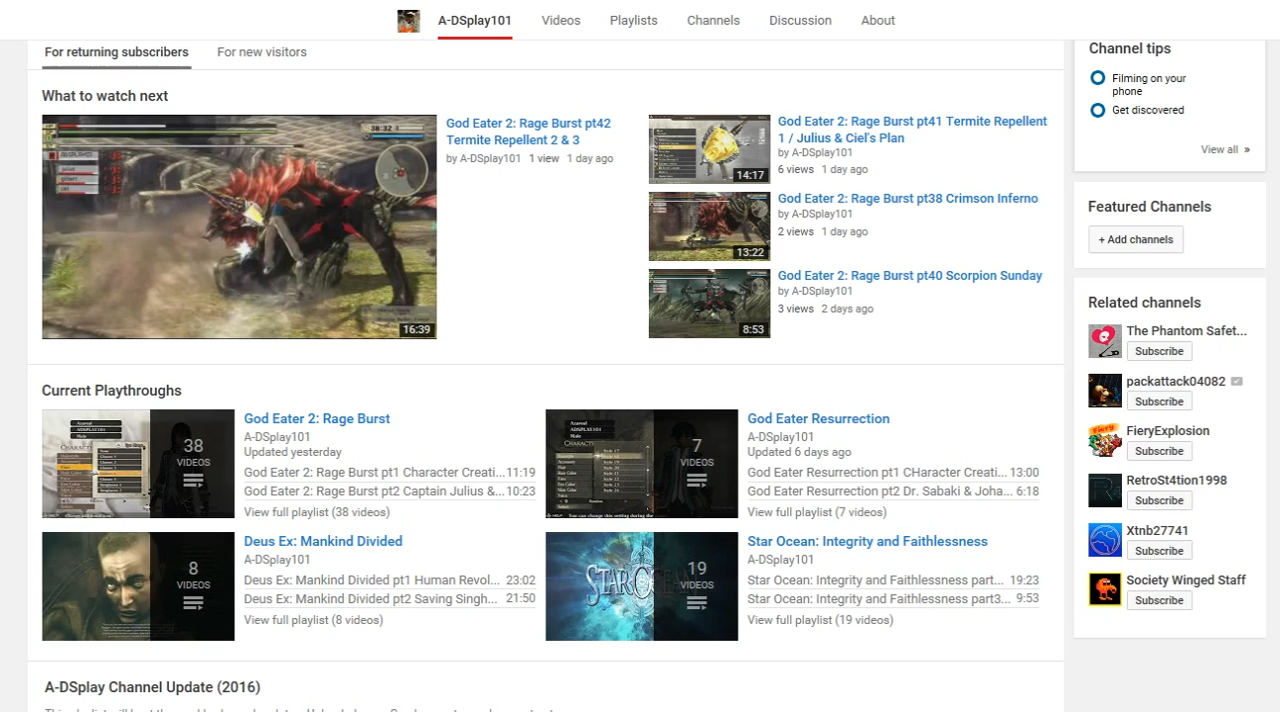 A-DSplay101 Videos Playlists Channels Discussion About
For returning subscribers For new visitors
What to watch next
38 32 1
16:39
God Eater 2: Rage Burst pt42
Termite Repellent 2 & 3
by A-DSplay101 1 view 1 day ago
14:17
God Eater 2: Rage Burst pt41 Termite Repellent
1 / Julius & Ciel's Plan
by A-DSplay101
6 views 1 day ago
13:22
God Eater 2: Rage Burst pt38 Crimson Inferno
by A-DSplay101
2 views 1 day ago
8:53
God Eater 2: Rage Burst pt40 Scorpion Sunday
by A-DSplay101
3 views 2 days ago
Current Playthroughs
38
VIDEOS
God Eater 2: Rage Burst
A-DSplay101
Updated yesterday
God Eater 2: Rage Burst pt1 Character Creati... 11:19
God Eater 2: Rage Burst pt2 Captain Julius &... 10:23
View full playlist (38 videos)
7
VIDEOS
God Eater Resurrection
A-DSplay101
Updated 6 days ago
God Eater Resurrection pt1 CHaracter Creati... 13:00
God Eater Resurrection pt2 Dr. Sabaki & Joha... 6:18
View full playlist (7 videos)
8
VIDEOS
Deus Ex: Mankind Divided
A-DSplay101
Deus Ex: Mankind Divided pt1 Human Revol... 23:02
Deus Ex: Mankind Divided pt2 Saving Singh... 21:50
View full playlist (8 videos)
STAR OCEAN
19
VIDEOS
Star Ocean: Integrity and Faithlessness
A-DSplay101
Star Ocean: Integrity and Faithlessness part... 19:23
Star Ocean: Integrity and Faithlessness part3... 9:53
View full playlist (19 videos)
A-DSplay Channel Update (2016)
Channel tips
Filming on your
phone
Get discovered
View all »
Featured Channels
+ Add channels
Related channels
The Phantom Safet...
Subscribe
packattack04082
Subscribe
Fiery
FieryExplosion
Subscribe
RetroSt4tion1998
Subscribe
Xtnb27741
Subscribe
Society Winged Staff
Subscribe